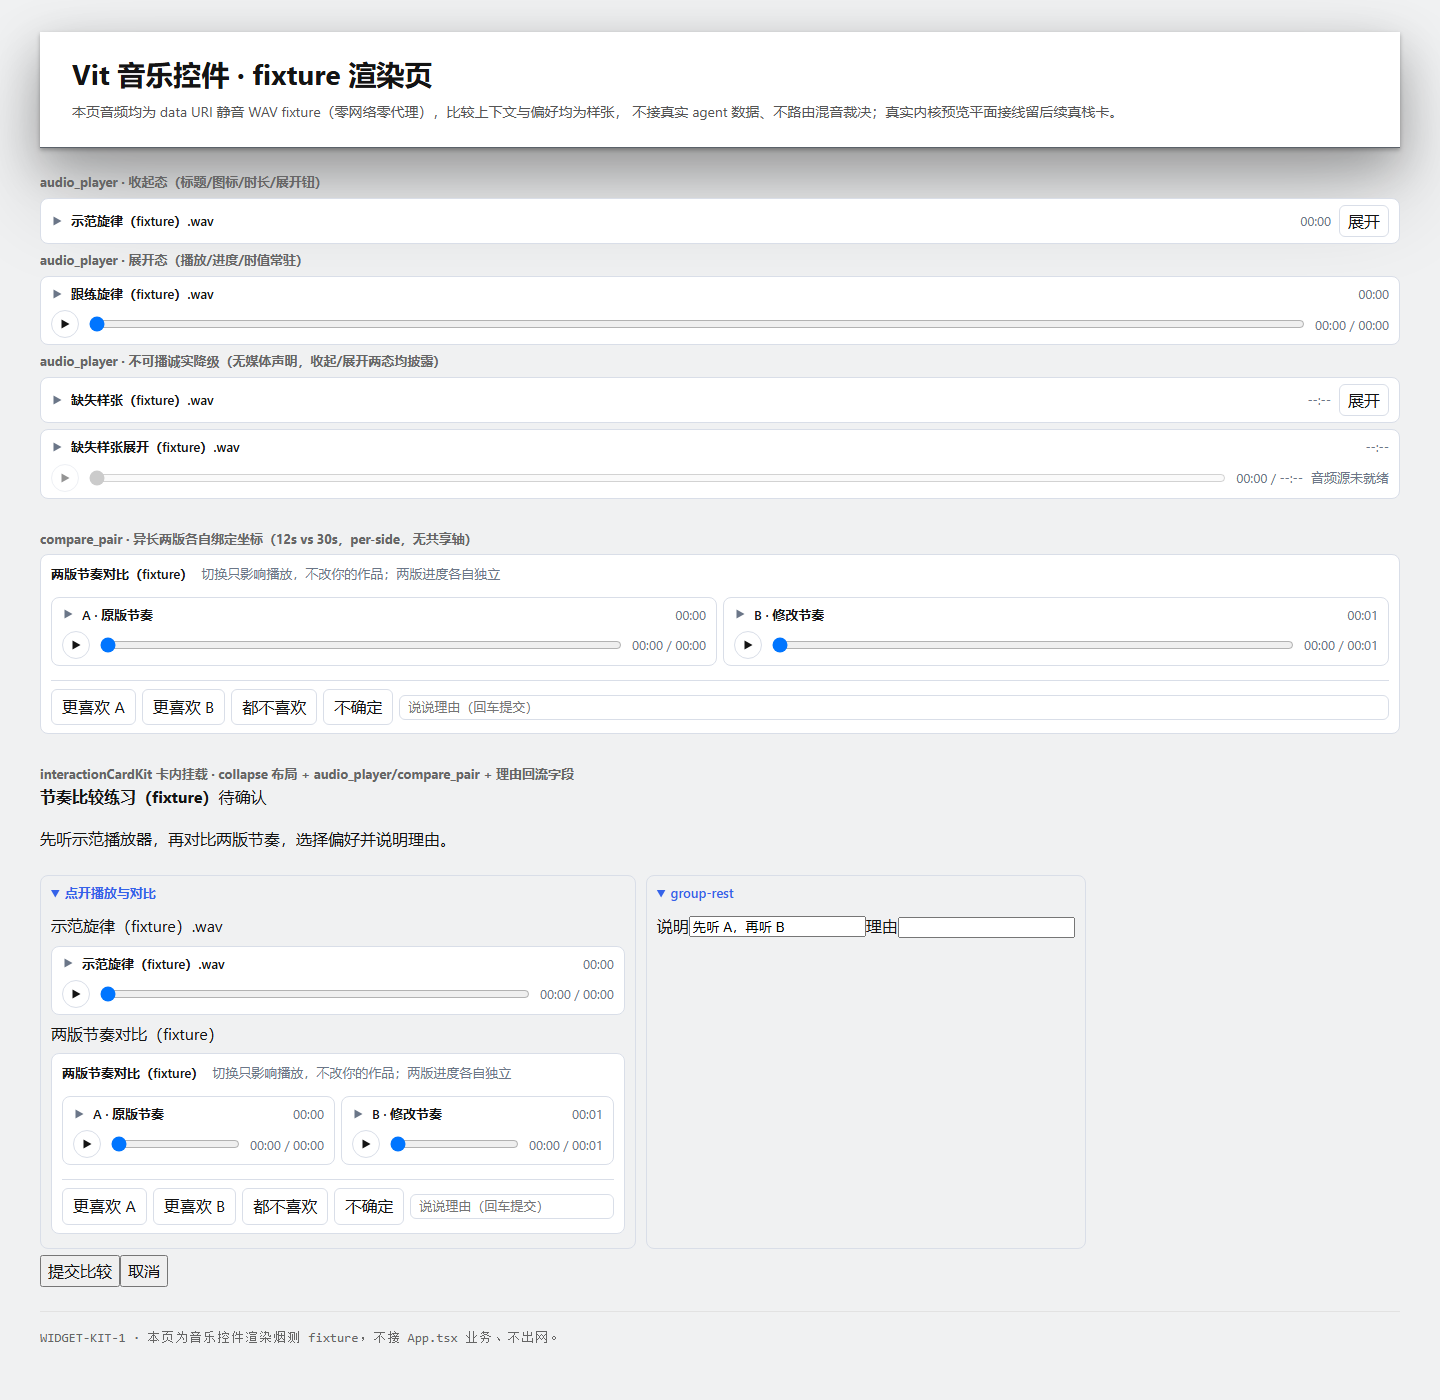 Vit 音乐控件 · fixture 渲染页
本页音频均为 data URI 静音 WAV fixture（零网络零代理），比较上下文与偏好均为样张， 不接真实 agent 数据、不路由混音裁决；真实内核预览平面接线留后续真栈卡。
audio_player · 收起态（标题/图标/时长/展开钮）
示范旋律（fixture）.wav 00:00 展开
audio_player · 展开态（播放/进度/时值常驻）
跟练旋律（fixture）.wav 00:00
00:00 / 00:00
audio_player · 不可播诚实降级（无媒体声明，收起/展开两态均披露）
缺失样张（fixture）.wav --:-- 展开
缺失样张展开（fixture）.wav --:--
00:00 / --:-- 音频源未就绪
compare_pair · 异长两版各自绑定坐标（12s vs 30s，per-side，无共享轴）
两版节奏对比（fixture） 切换只影响播放，不改你的作品；两版进度各自独立
A · 原版节奏 00:00
00:00 / 00:00
B · 修改节奏 00:01
00:00 / 00:01
更喜欢 A 更喜欢 B 都不喜欢 不确定 说说理由（回车提交）
interactionCardKit 卡内挂载 · collapse 布局 + audio_player/compare_pair + 理由回流字段
节奏比较练习（fixture）待确认
先听示范播放器，再对比两版节奏，选择偏好并说明理由。
点开播放与对比
示范旋律（fixture）.wav
示范旋律（fixture）.wav 00:00
00:00 / 00:00
两版节奏对比（fixture）
两版节奏对比（fixture） 切换只影响播放，不改你的作品；两版进度各自独立
A · 原版节奏 00:00
00:00 / 00:00
B · 修改节奏 00:01
00:00 / 00:01
更喜欢 A 更喜欢 B 都不喜欢 不确定 说说理由（回车提交）
group-rest
说明 先听 A，再听 B 理由
提交比较 取消
WIDGET-KIT-1 · 本页为音乐控件渲染烟测 fixture，不接 App.tsx 业务、不出网。